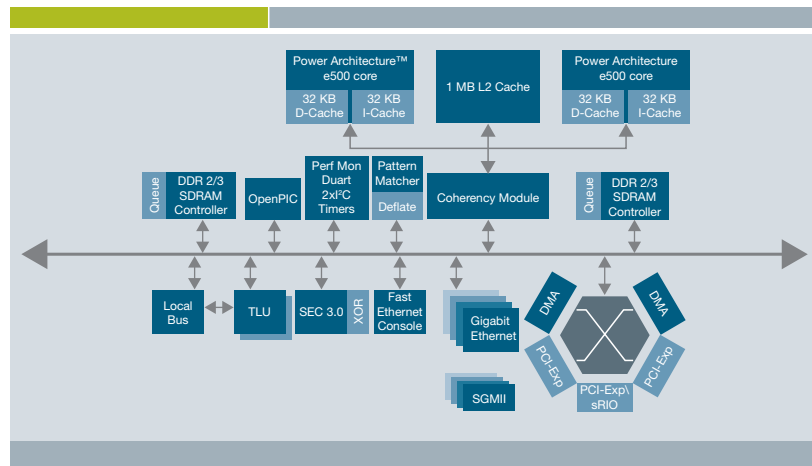 Power Architecture™
e500 core
32 KB
D-Cache
32 KB
I-Cache
1 MB L2 Cache
Power Architecture
e500 core
32 KB
D-Cache
32 KB
I-Cache
Queue
DDR 2/3
SDRAM
Controller
OpenPIC
Perf Mon
Duart
2xI²C
Timers
Pattern
Matcher
Deflate
Coherency Module
Queue
DDR 2/3
SDRAM
Controller
Local
Bus
TLU
SEC 3.0
XOR
Fast
Ethernet
Console
Gigabit
Ethernet
SGMII
DMA
DMA
PCI-Exp
PCI-Exp
PCI-Exp\
sRIO